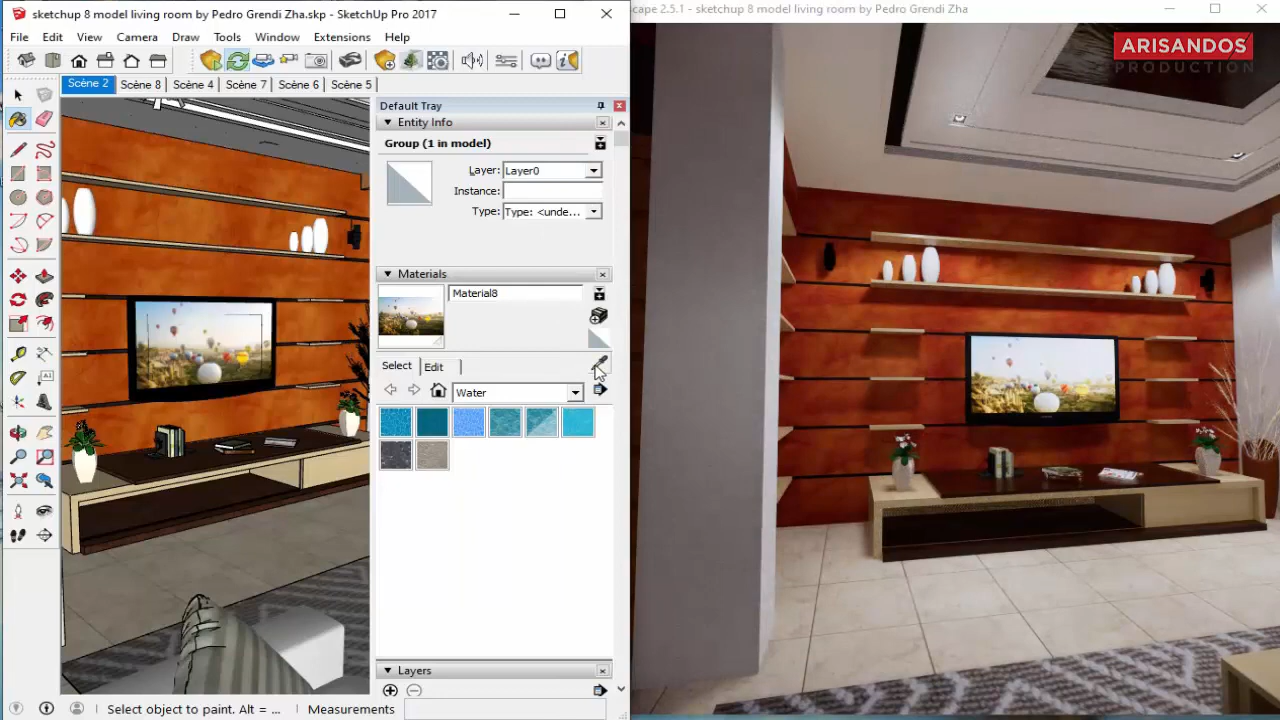 sketchup 8 model living room by Pedro Grendi Zha.skp - SketchUp Pro 2017
scape 2.5.1 - sketchup 8 model living room by Pedro Grendi Zha
File Edit View Camera Draw Tools Window Extensions Help
ARISANDOS
PRODUCTION
Scène 2 Scène 8 Scène 4 Scène 7 Scène 6 Scène 5
Default Tray
Entity Info
Group (1 in model)
Layer: Layer0
Instance:
Type: Type: <unde...
Materials
Material8
Select Edit
Water
Layers
Select object to paint. Alt = ...
Measurements